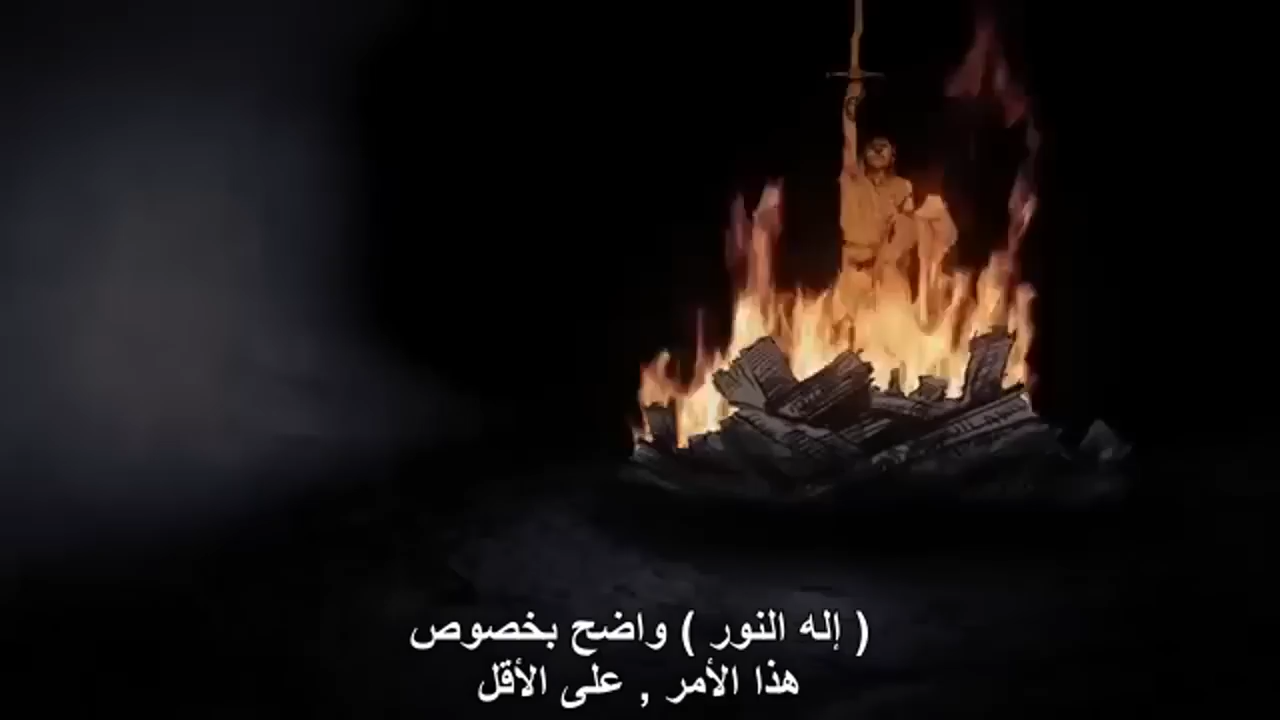 ( إله النور ) واضح بخصوص
هذا الأمر , على الأقل